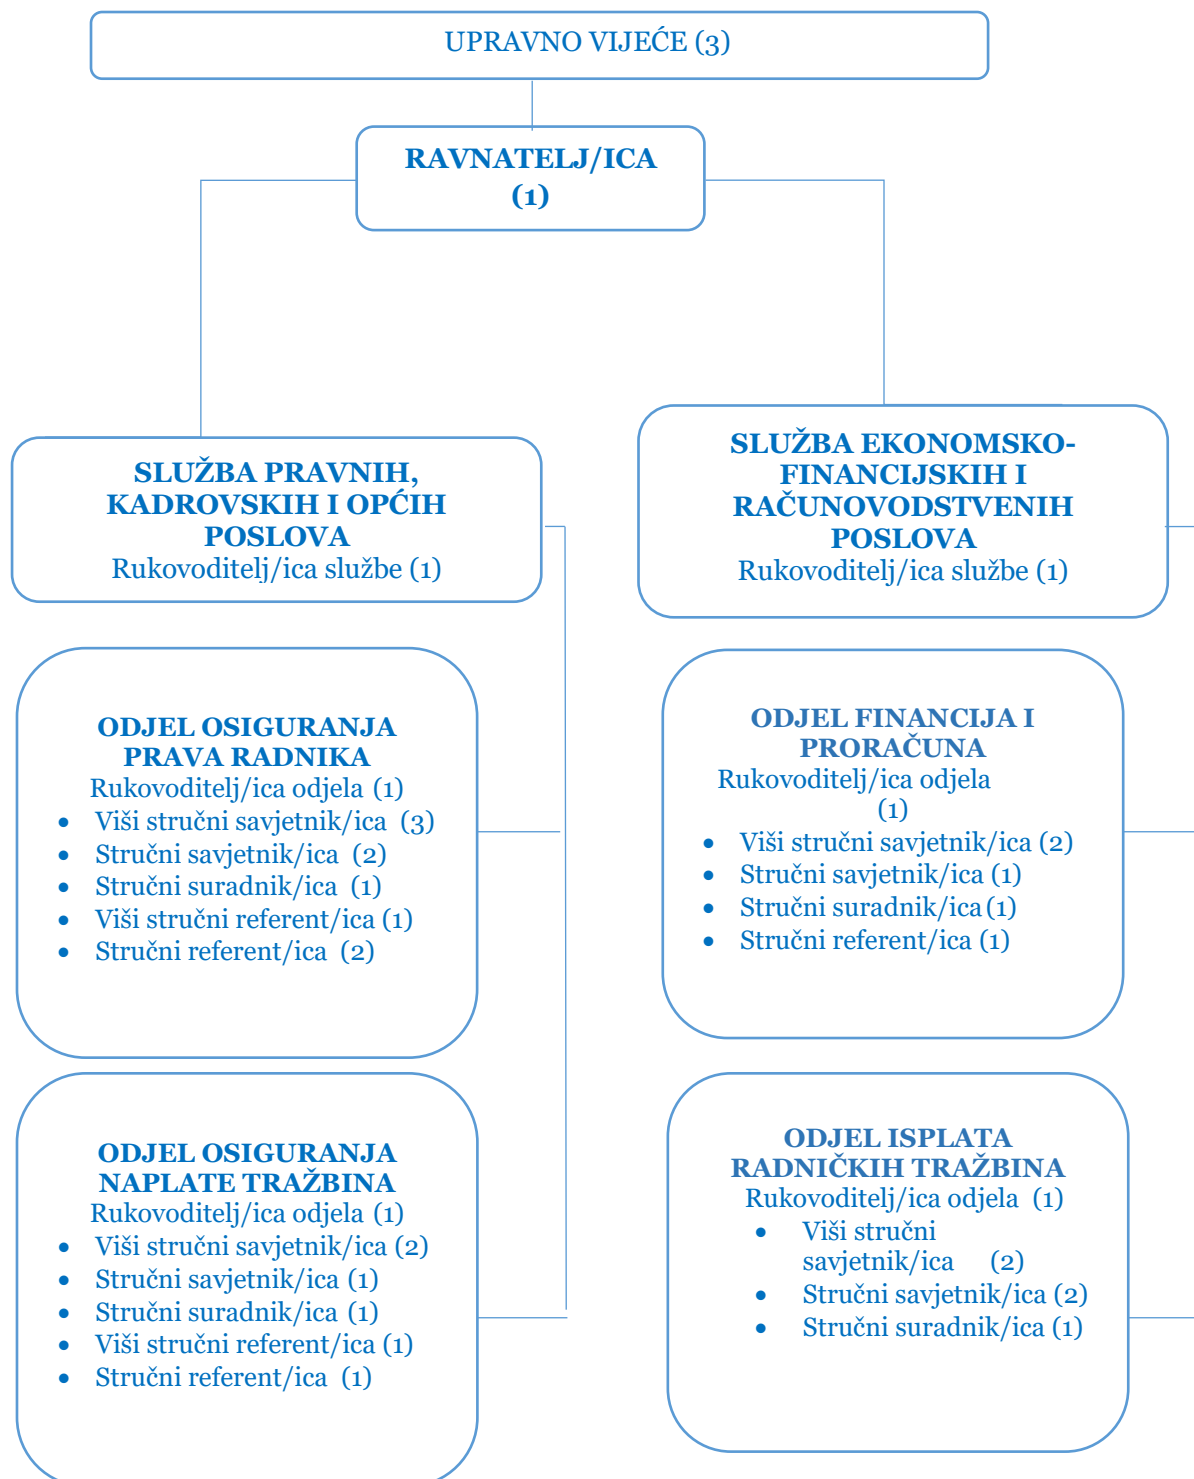 UPRAVNO VIJEĆE (3)
RAVNATELJ/ICA
(1)
SLUŽBA PRAVNIH,
KADROVSKIH I OPĆIH
POSLOVA
Rukovoditelj/ica službe (1)
SLUŽBA EKONOMSKO-
FINANCIJSKIH I
RAČUNOVODSTVENIH
POSLOVA
Rukovoditelj/ica službe (1)
ODJEL OSIGURANJA
PRAVA RADNIKA
Rukovoditelj/ica odjela (1)
• Viši stručni savjetnik/ica (3)
• Stručni savjetnik/ica (2)
• Stručni suradnik/ica (1)
• Viši stručni referent/ica (1)
• Stručni referent/ica (2)
ODJEL FINANCIJA I
PRORAČUNA
Rukovoditelj/ica odjela
(1)
• Viši stručni savjetnik/ica (2)
• Stručni savjetnik/ica (1)
• Stručni suradnik/ica (1)
• Stručni referent/ica (1)
ODJEL OSIGURANJA
NAPLATE TRAŽBINA
Rukovoditelj/ica odjela (1)
• Viši stručni savjetnik/ica (2)
• Stručni savjetnik/ica (1)
• Stručni suradnik/ica (1)
• Viši stručni referent/ica (1)
• Stručni referent/ica (1)
ODJEL ISPLATA
RADNIČKIH TRAŽBINA
Rukovoditelj/ica odjela (1)
• Viši stručni
savjetnik/ica (2)
• Stručni savjetnik/ica (2)
• Stručni suradnik/ica (1)